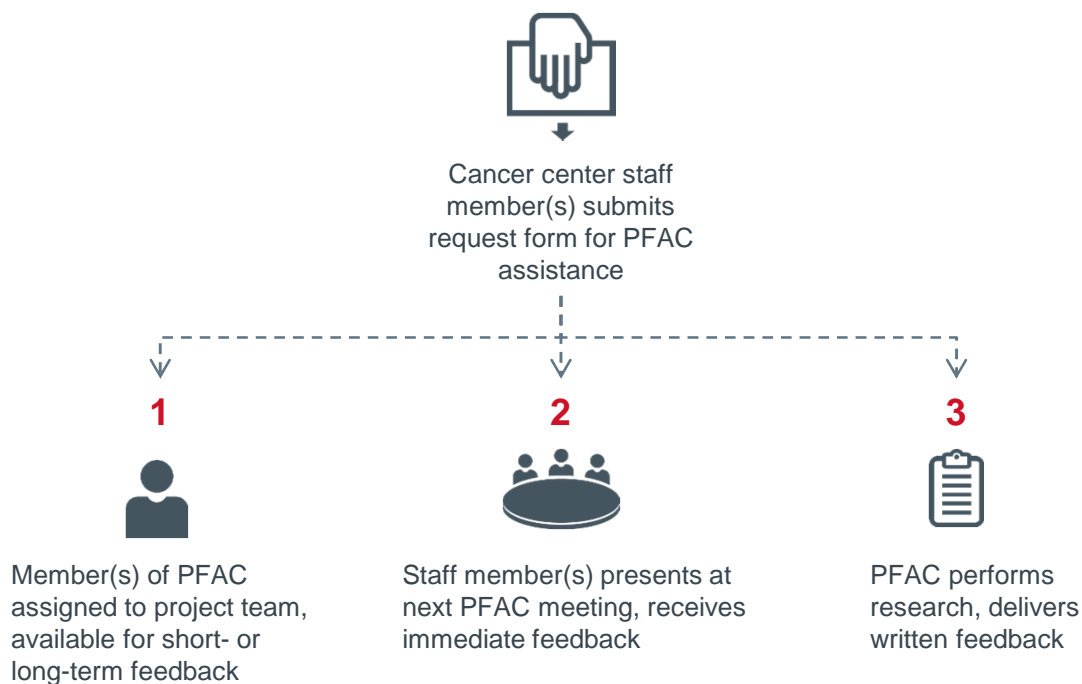 Cancer center staff
member(s) submits
request form for PFAC
assistance
1
Member(s) of PFAC
assigned to project team,
available for short- or
long-term feedback
2
Staff member(s) presents at
next PFAC meeting, receives
immediate feedback
3
PFAC performs
research, delivers
written feedback